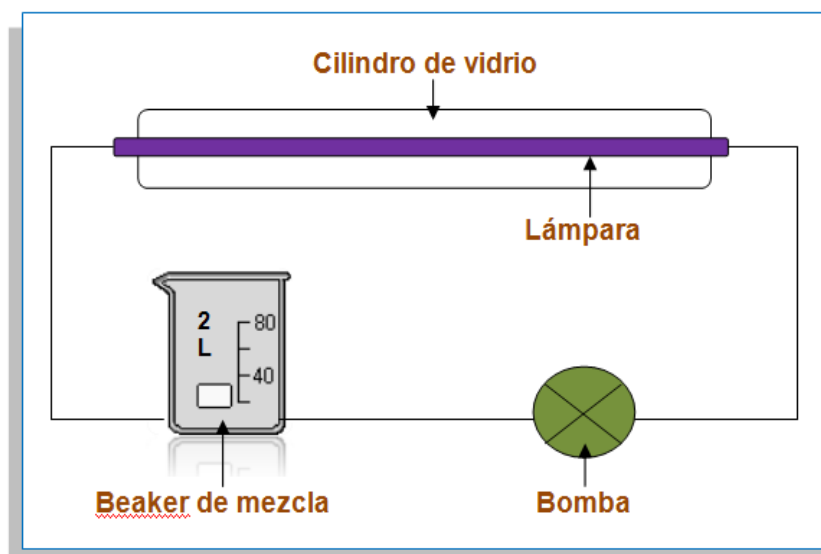 Cilindro de vidrio
Lámpara
2
L
80
40
Beaker de mezcla
Bomba